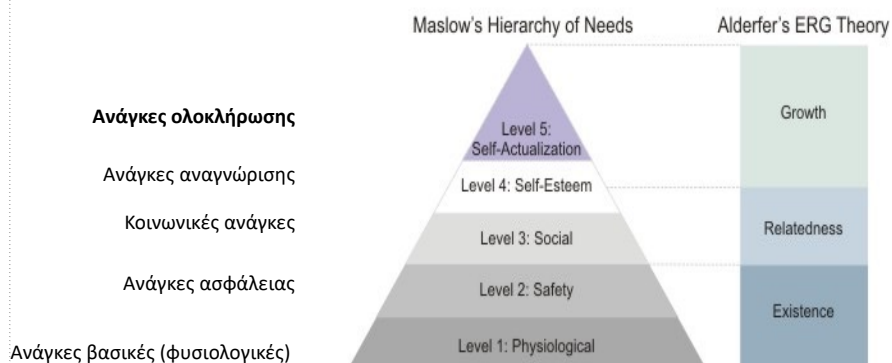 Maslow's Hierarchy of Needs
Alderfer's ERG Theory
Ανάγκες ολοκλήρωσης
Ανάγκες αναγνώρισης
Κοινωνικές ανάγκες
Ανάγκες ασφάλειας
Ανάγκες βασικές (φυσιολογικές)
Level 5:
Self-Actualization
Level 4: Self-Esteem
Level 3: Social
Level 2: Safety
Level 1: Physiological
Growth
Relatedness
Existence